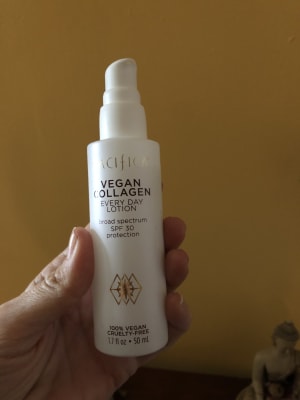 PACIFICA
VEGAN
COLLAGEN
EVERY DAY
LOTION
broad spectrum
SPF 30
protection
100% VEGAN
CRUELTY-FREE
1.7 fl oz • 50 mL